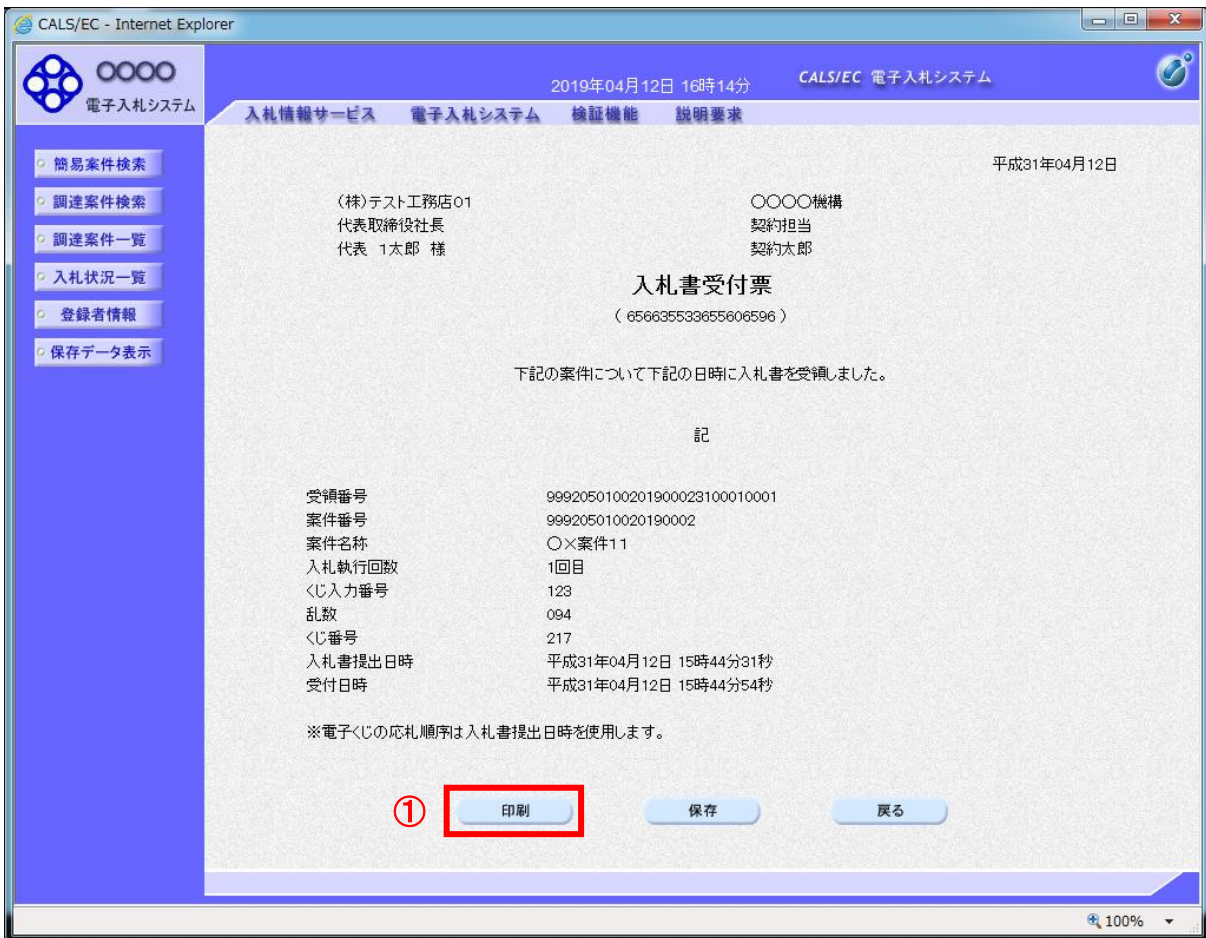 CALS/EC - Internet Explorer
○○○○
電子入札システム
2019年04月12日 16時14分
CALS/EC 電子入札システム
入札情報サービス 電子入札システム 検証機能 説明要求
簡易案件検索
調達案件検索
調達案件一覧
入札状況一覧
登録者情報
保存データ表示
平成31年04月12日
(株)テスト工務店01
代表取締役社長
代表 1太郎 様
○○○○機構
契約担当
契約太郎
入札書受付票
( 656635533655606596 )
下記の案件について下記の日時に入札書を受領しました。
記
受領番号 9992050100201900023100010001
案件番号 999205010020190002
案件名称 ○×案件11
入札執行回数 1回目
くじ入力番号 123
乱数 094
くじ番号 217
入札書提出日時 平成31年04月12日 15時44分31秒
受付日時 平成31年04月12日 15時44分54秒
※電子くじの応札順序は入札書提出日時を使用します。
① 印刷 保存 戻る
100%